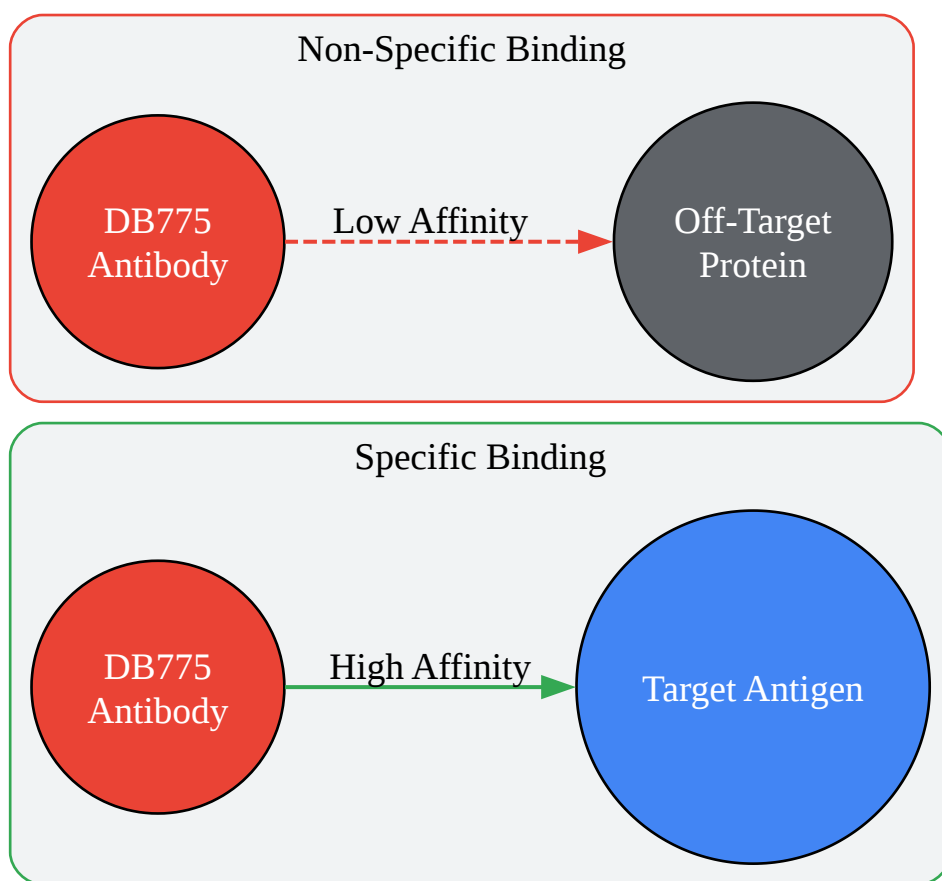 Non-Specific Binding
DB775
Antibody
Low Affinity
Off-Target
Protein
Specific Binding
DB775
Antibody
High Affinity
Target Antigen